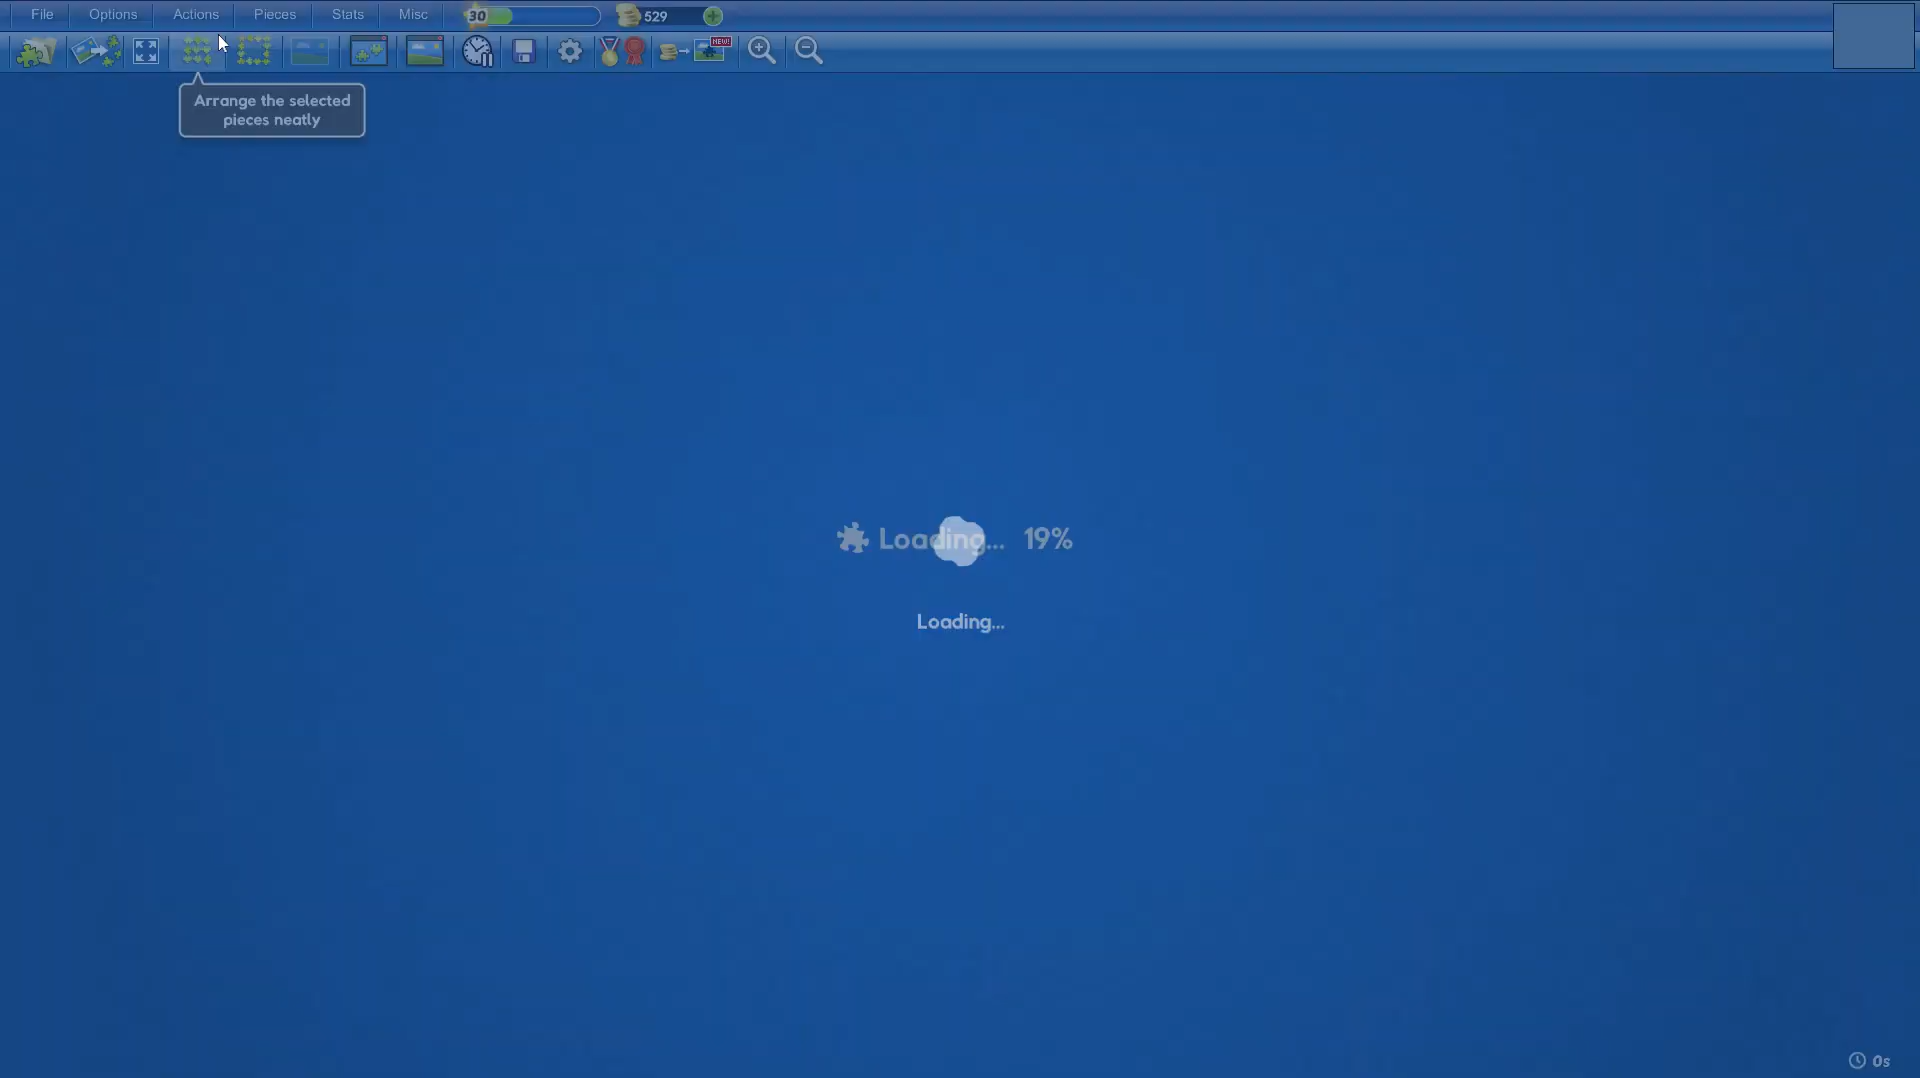 File Options Actions Pieces Stats Misc 30 529
NEW!
Arrange the selected
pieces neatly
Loading... 19%
Loading...
0s